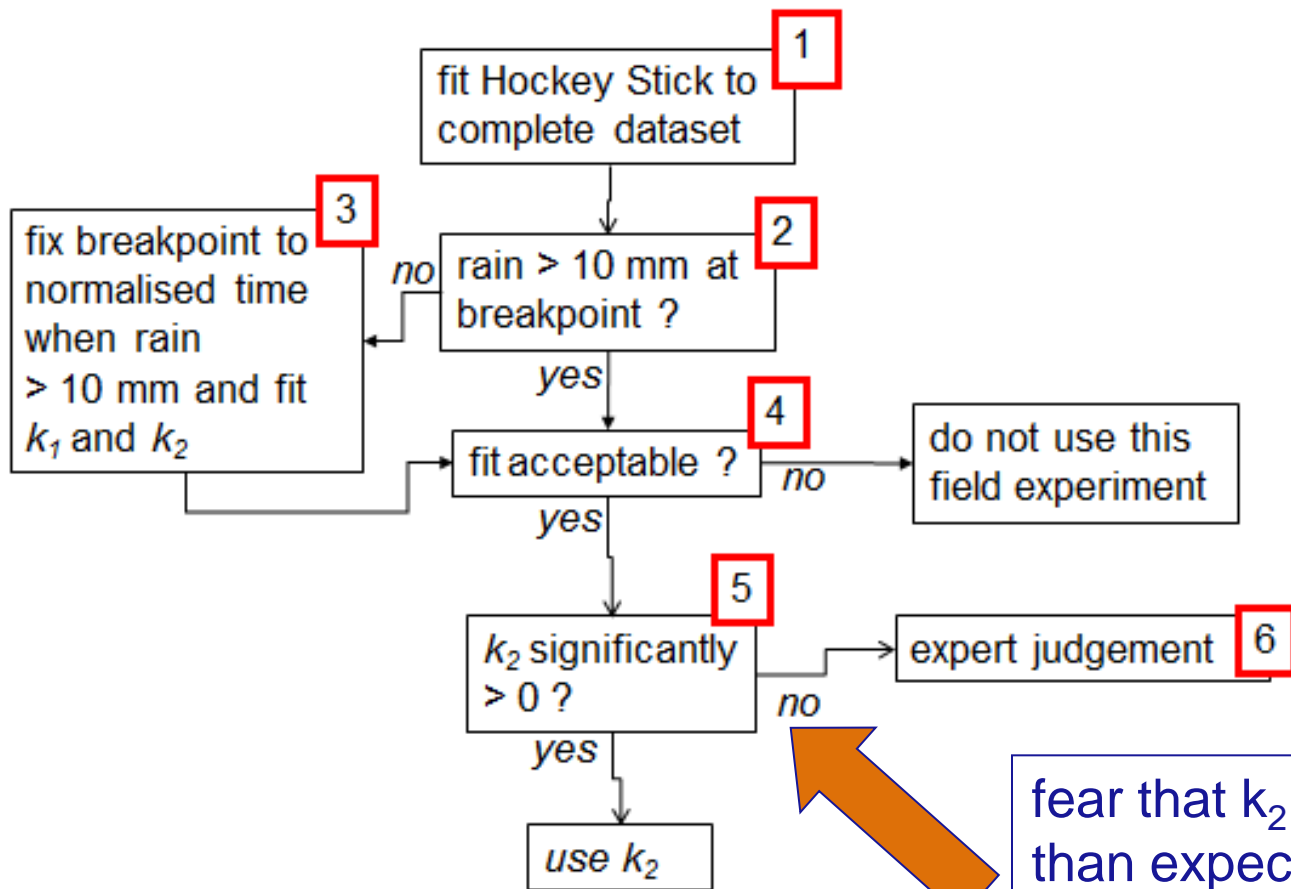 1
fit Hockey Stick to
complete dataset
3
fix breakpoint to
normalised time
when rain
> 10 mm and fit
k₁ and k₂
no
2
rain > 10 mm at
breakpoint ?
yes
4
fit acceptable ?
no
do not use this
field experiment
yes
5
k₂ significantly
> 0 ?
no
expert judgement
6
yes
use k₂
fear that k₂
than expec